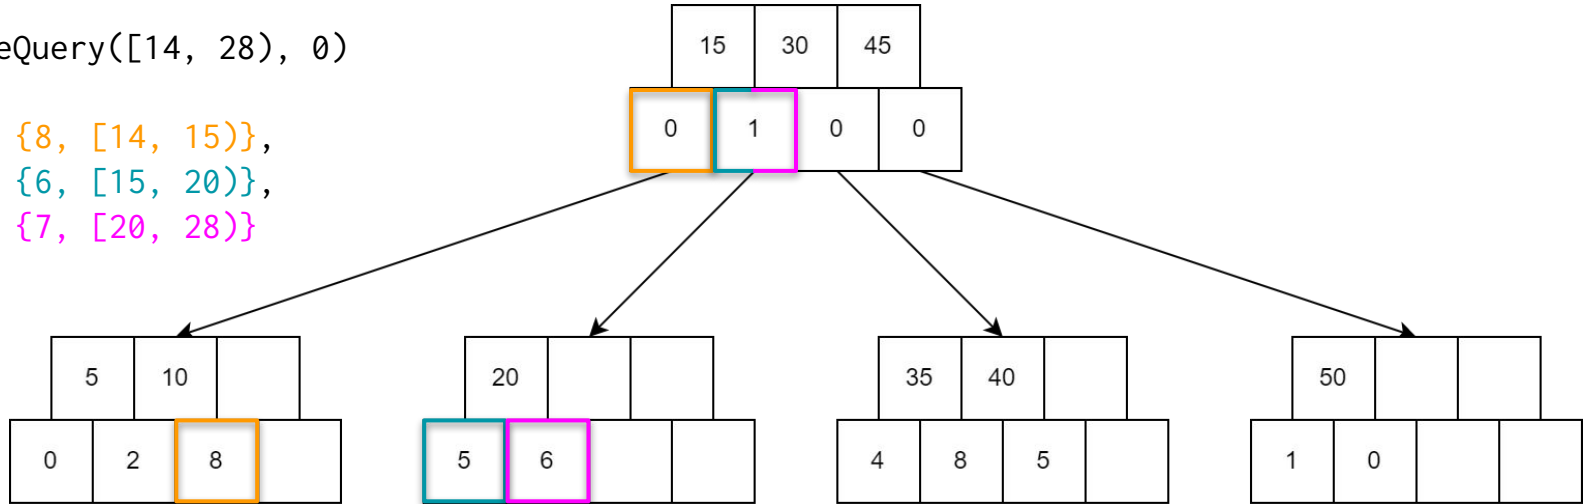 eQuery([14, 28), 0)
{8, [14, 15)},
{6, [15, 20)},
{7, [20, 28)}
15 30 45
0 1 0 0
5 10 20 35 40 50
0 2 8 5 6 4 8 5 1 0